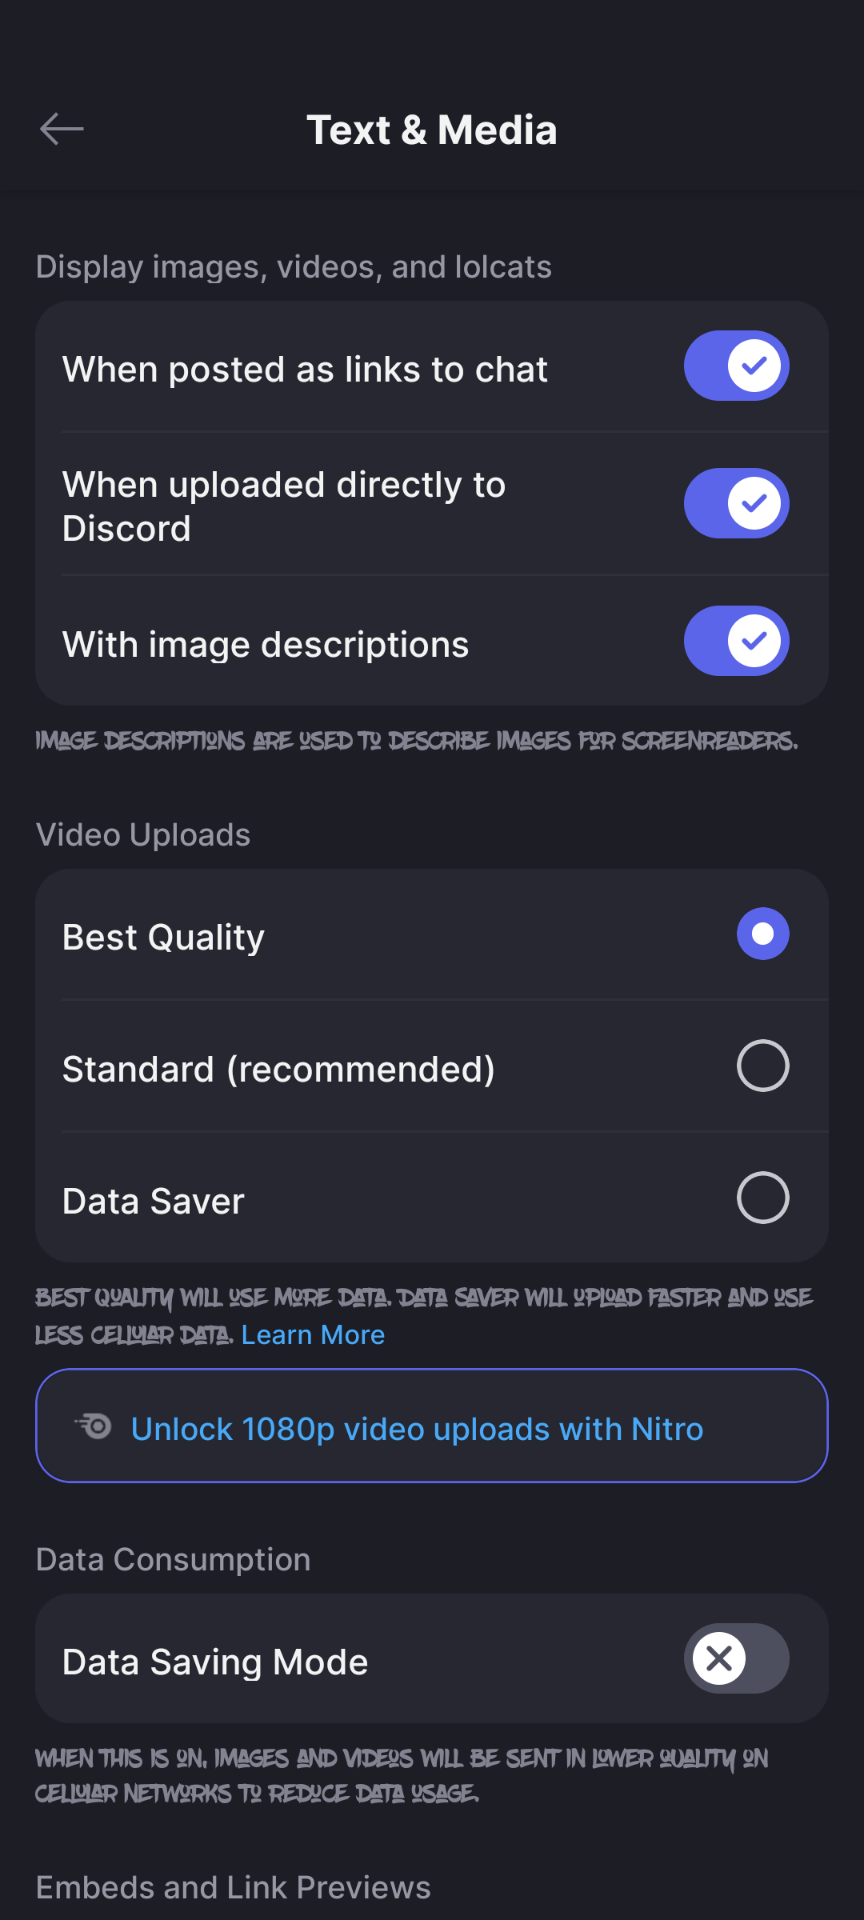 Text & Media
Display images, videos, and lolcats
When posted as links to chat
When uploaded directly to
Discord
With image descriptions
IMAGE DESCRIPTIONS ARE USED TO DESCRIBE IMAGES FOR SCREENREADERS.
Video Uploads
Best Quality
Standard (recommended)
Data Saver
BEST QUALITY WILL USE MORE DATA. DATA SAVER WILL UPLOAD FASTER AND USE
LESS CELLULAR DATA. Learn More
Unlock 1080p video uploads with Nitro
Data Consumption
Data Saving Mode
WHEN THIS IS ON, IMAGES AND VIDEOS WILL BE SENT IN LOWER QUALITY ON
CELLULAR NETWORKS TO REDUCE DATA USAGE.
Embeds and Link Previews